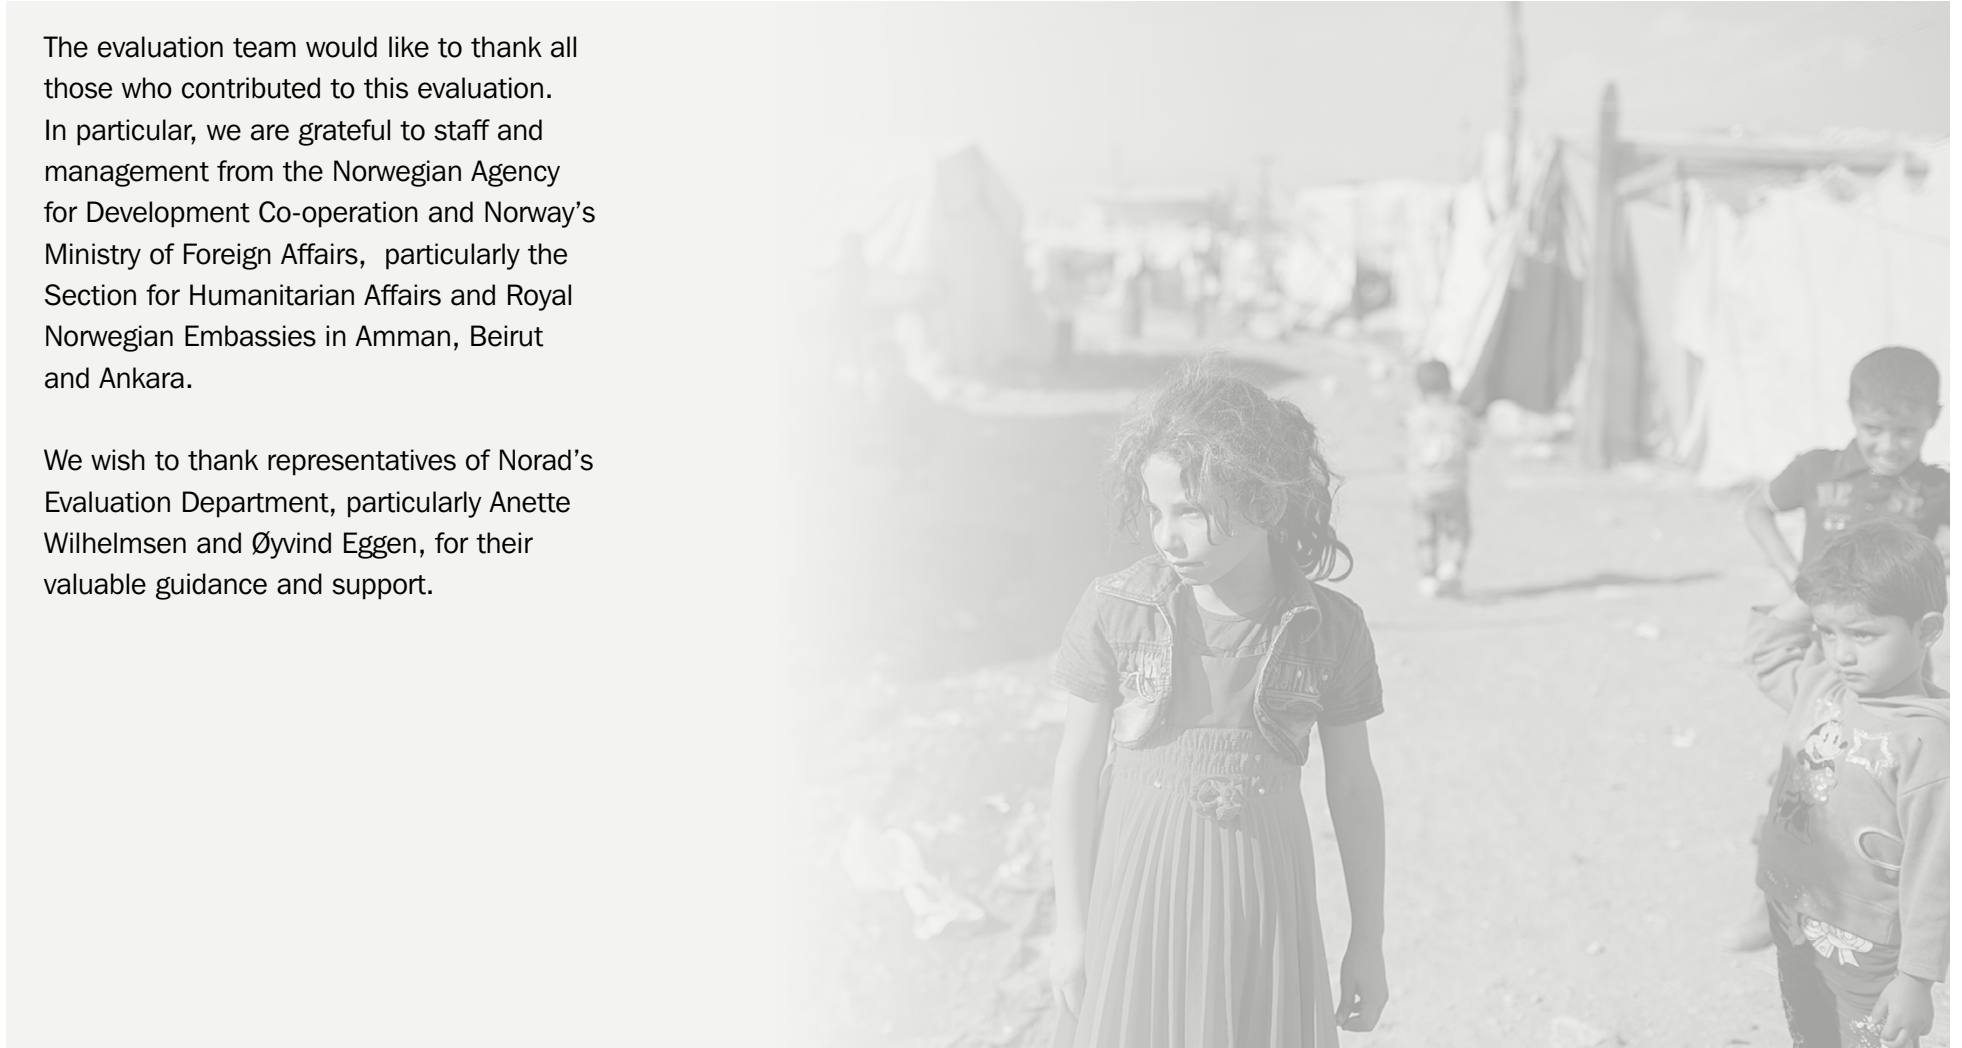 The evaluation team would like to thank all
those who contributed to this evaluation.
In particular, we are grateful to staff and
management from the Norwegian Agency
for Development Co-operation and Norway’s
Ministry of Foreign Affairs,  particularly the
Section for Humanitarian Affairs and Royal
Norwegian Embassies in Amman, Beirut
and Ankara.
We wish to thank representatives of Norad’s
Evaluation Department, particularly Anette
Wilhelmsen and Øyvind Eggen, for their
valuable guidance and support.